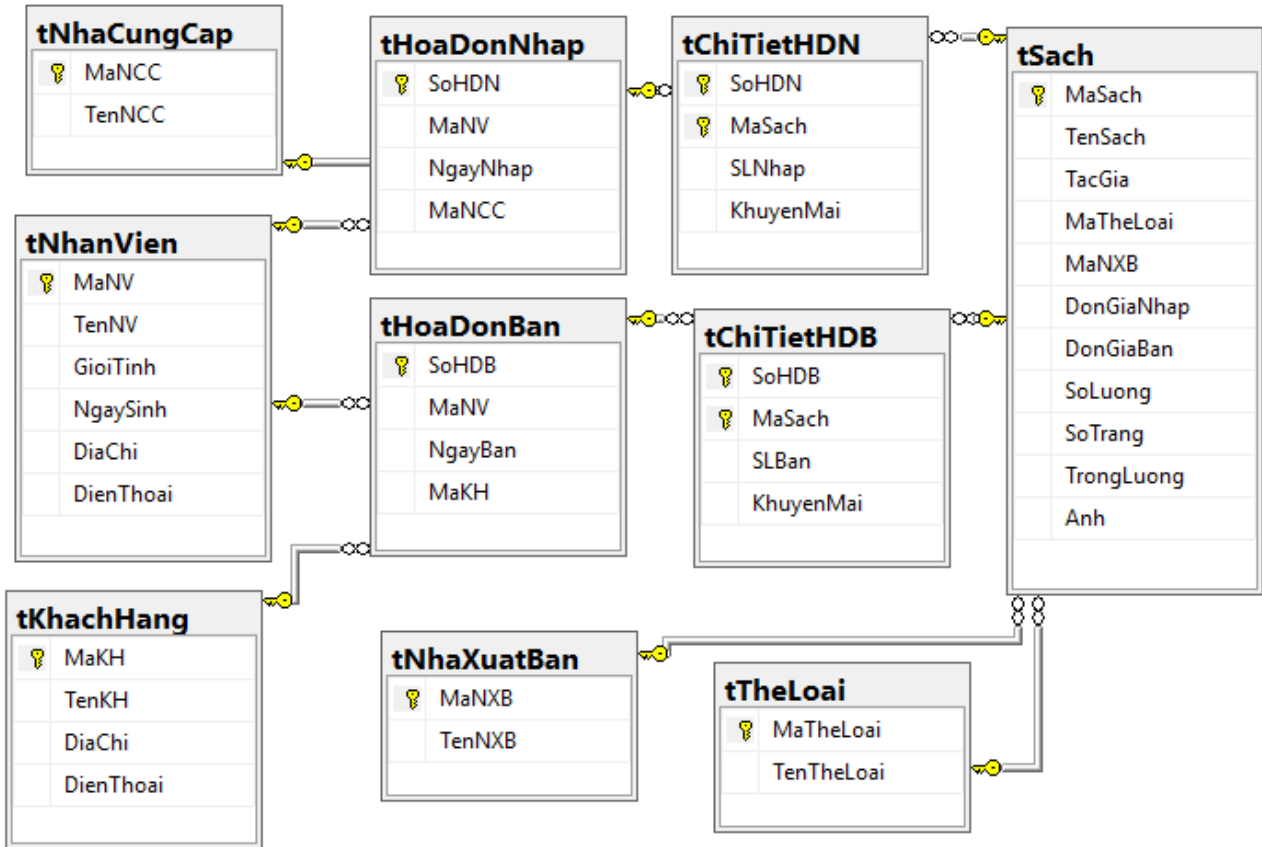 tNhaCungCap
MaNCC
TenNCC
tHoaDonNhap
SoHDN
MaNV
NgayNhap
MaNCC
tChiTietHDN
SoHDN
MaSach
SLNhap
KhuyenMai
tSach
MaSach
TenSach
TacGia
MaTheLoai
MaNXB
DonGiaNhap
DonGiaBan
SoLuong
SoTrang
TrongLuong
Anh
tNhanVien
MaNV
TenNV
GioiTinh
NgaySinh
DiaChi
DienThoai
tHoaDonBan
SoHDB
MaNV
NgayBan
MaKH
tChiTietHDB
SoHDB
MaSach
SLBan
KhuyenMai
tKhachHang
MaKH
TenKH
DiaChi
DienThoai
tNhaXuatBan
MaNXB
TenNXB
tTheLoai
MaTheLoai
TenTheLoai